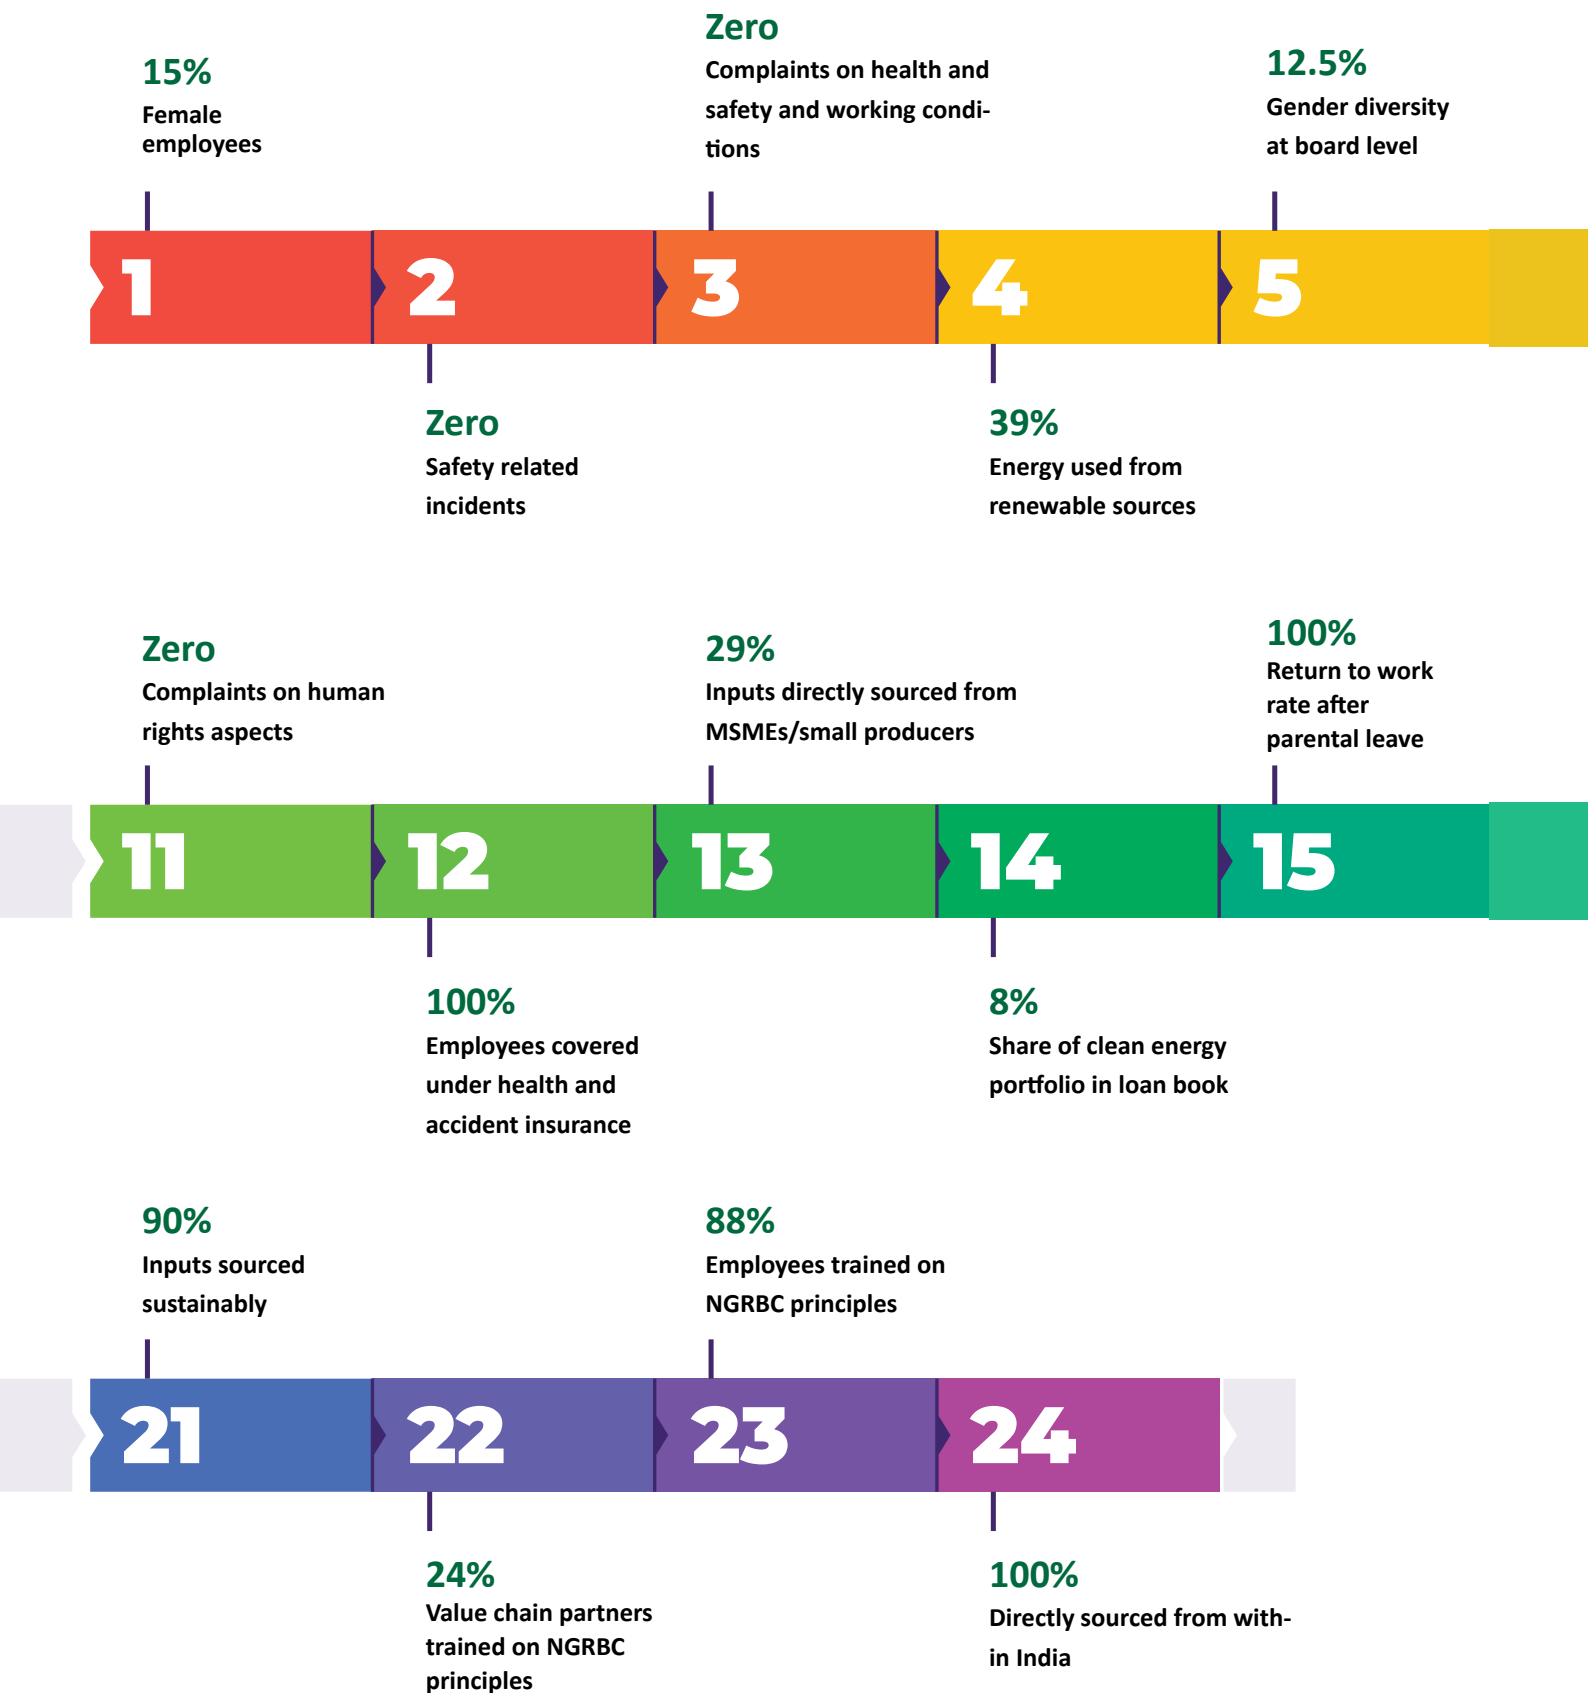 15%
Female
employees
Zero
Complaints on health and
safety and working condi-
tions
12.5%
Gender diversity
at board level
1
2
3
4
5
Zero
Safety related
incidents
39%
Energy used from
renewable sources
Zero
Complaints on human
rights aspects
29%
Inputs directly sourced from
MSMEs/small producers
100%
Return to work
rate after
parental leave
11
12
13
14
15
100%
Employees covered
under health and
accident insurance
8%
Share of clean energy
portfolio in loan book
90%
Inputs sourced
sustainably
88%
Employees trained on
NGRBC principles
21
22
23
24
24%
Value chain partners
trained on NGRBC
principles
100%
Directly sourced from with-
in India